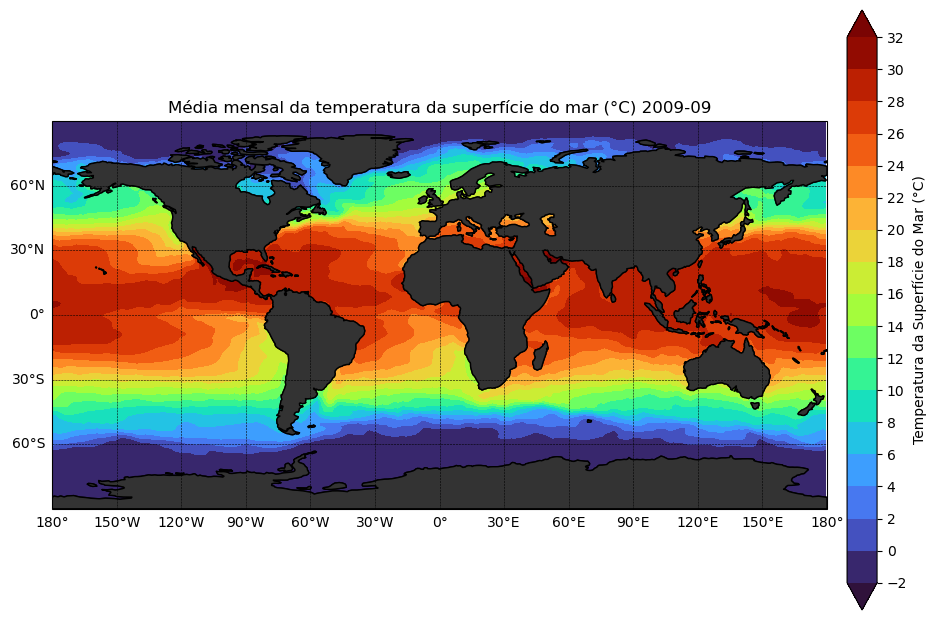 Média mensal da temperatura da superfície do mar (°C) 2009-09
60°N
30°N
0°
30°S
60°S
180° 150°W 120°W 90°W 60°W 30°W 0° 30°E 60°E 90°E 120°E 150°E 180°
32
30
28
26
24
22
20
18
16
14
12
10
8
6
4
2
0
−2
Temperatura da Superfície do Mar (°C)